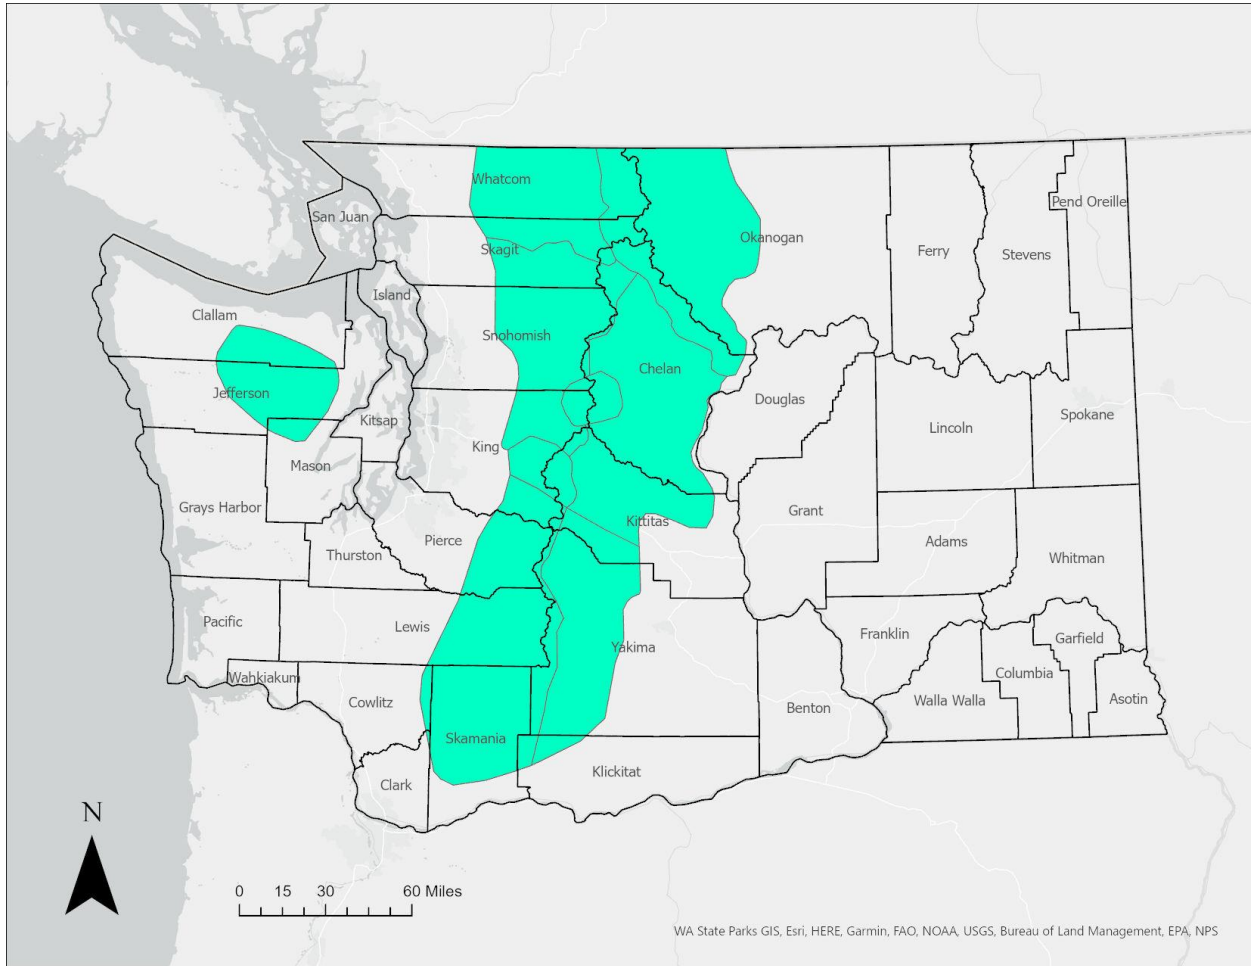 Whatcom
Pend Oreille
San Juan
Okanogan
Skagit
Ferry
Stevens
Island
Clallam
Snohomish
Chelan
Jefferson
Douglas
Kitsap
Spokane
Lincoln
King
Mason
Grays Harbor
Grant
Kittitas
Pierce
Adams
Thurston
Whitman
Pacific
Lewis
Franklin
Garfield
Yakima
Wahkiakum
Columbia
Cowlitz
Benton
Walla Walla
Asotin
Skamania
Klickitat
Clark
N
0 15 30 60 Miles
WA State Parks GIS, Esri, HERE, Garmin, FAO, NOAA, USGS, Bureau of Land Management, EPA, NPS